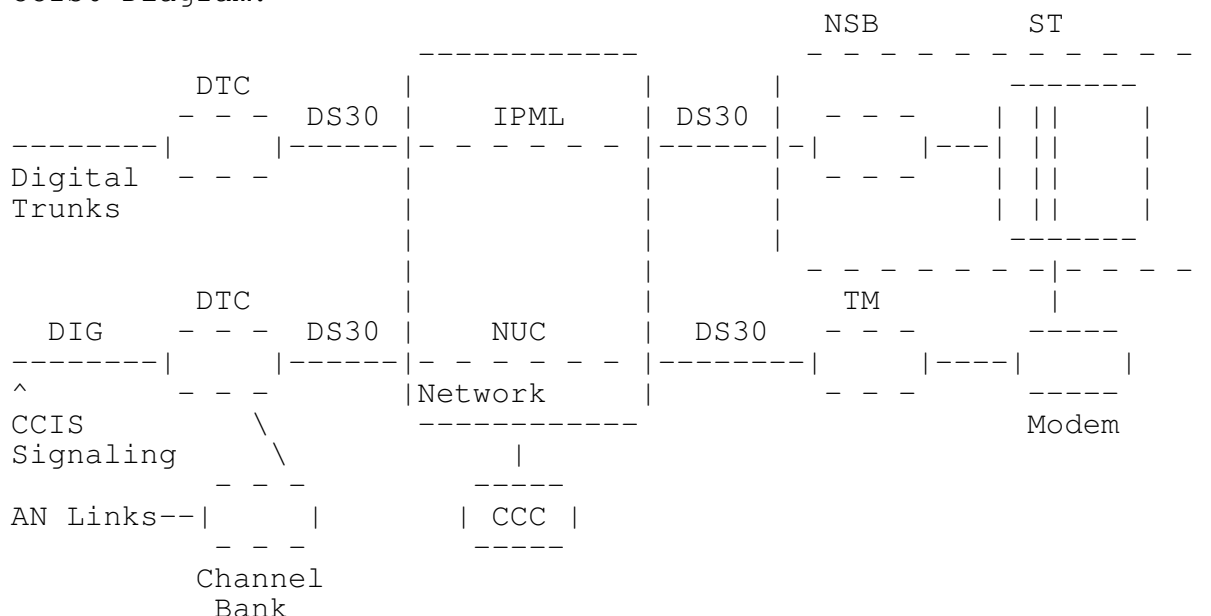 Diagram:
NSB ST
DTC
DS30 IPML DS30
Digital
Trunks
DTC TM
DIG DS30 NUC DS30
^ Network
CCIS Modem
Signaling
AN Links CCC
Channel
Bank